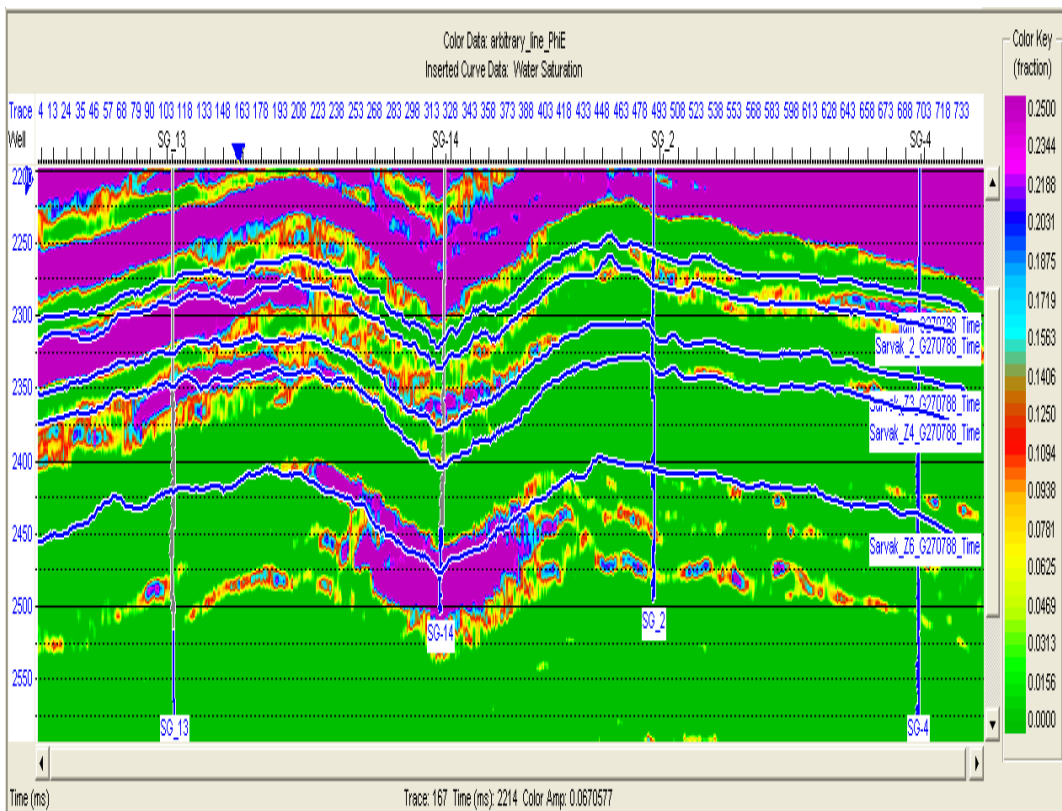 Color Data: arbitrary_line_PhiE
Inserted Curve Data: Water Saturation
Color Key
(fraction)
Trace 4 13 24 35 46 57 68 79 90 103 118 133 148 163 178 193 208 223 238 253 268 283 298 313 328 343 358 373 388 403 418 433 448 463 478 493 508 523 538 553 568 583 598 613 628 643 658 673 688 703 718 733
Well SG_13 SG-14 SG_2 SG-4
2200
2250
2300
2350
2400
2450
2500
2550
0.2500
0.2344
0.2188
0.2031
0.1875
0.1719
0.1563
0.1406
0.1250
0.1094
0.0938
0.0781
0.0625
0.0469
0.0313
0.0156
0.0000
G270788_Time
Sarvak_2_G270788_Time
Sarvak_Z3_G270788_Time
Sarvak_Z4_G270788_Time
Sarvak_Z6_G270788_Time
SG_13
SG-14
SG_2
SG-4
Time (ms)
Trace: 167 Time (ms): 2214 Color Amp: 0.0670577